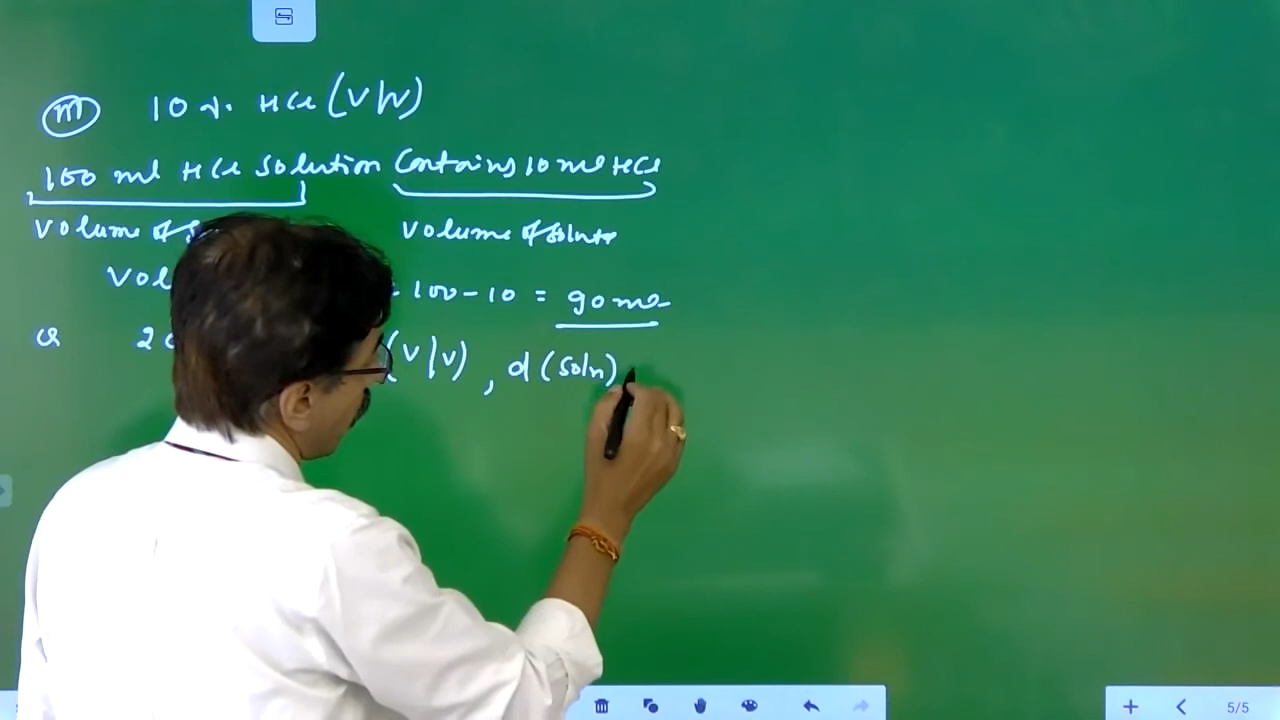 (III) 10 % HCl (V/V)
100 ml HCl Solution Contains 10 ml HCl
Volume of Volume of Solute
Vol 100-10 = 90 ml
Q 20 (V/V), d (Soln)
5/5